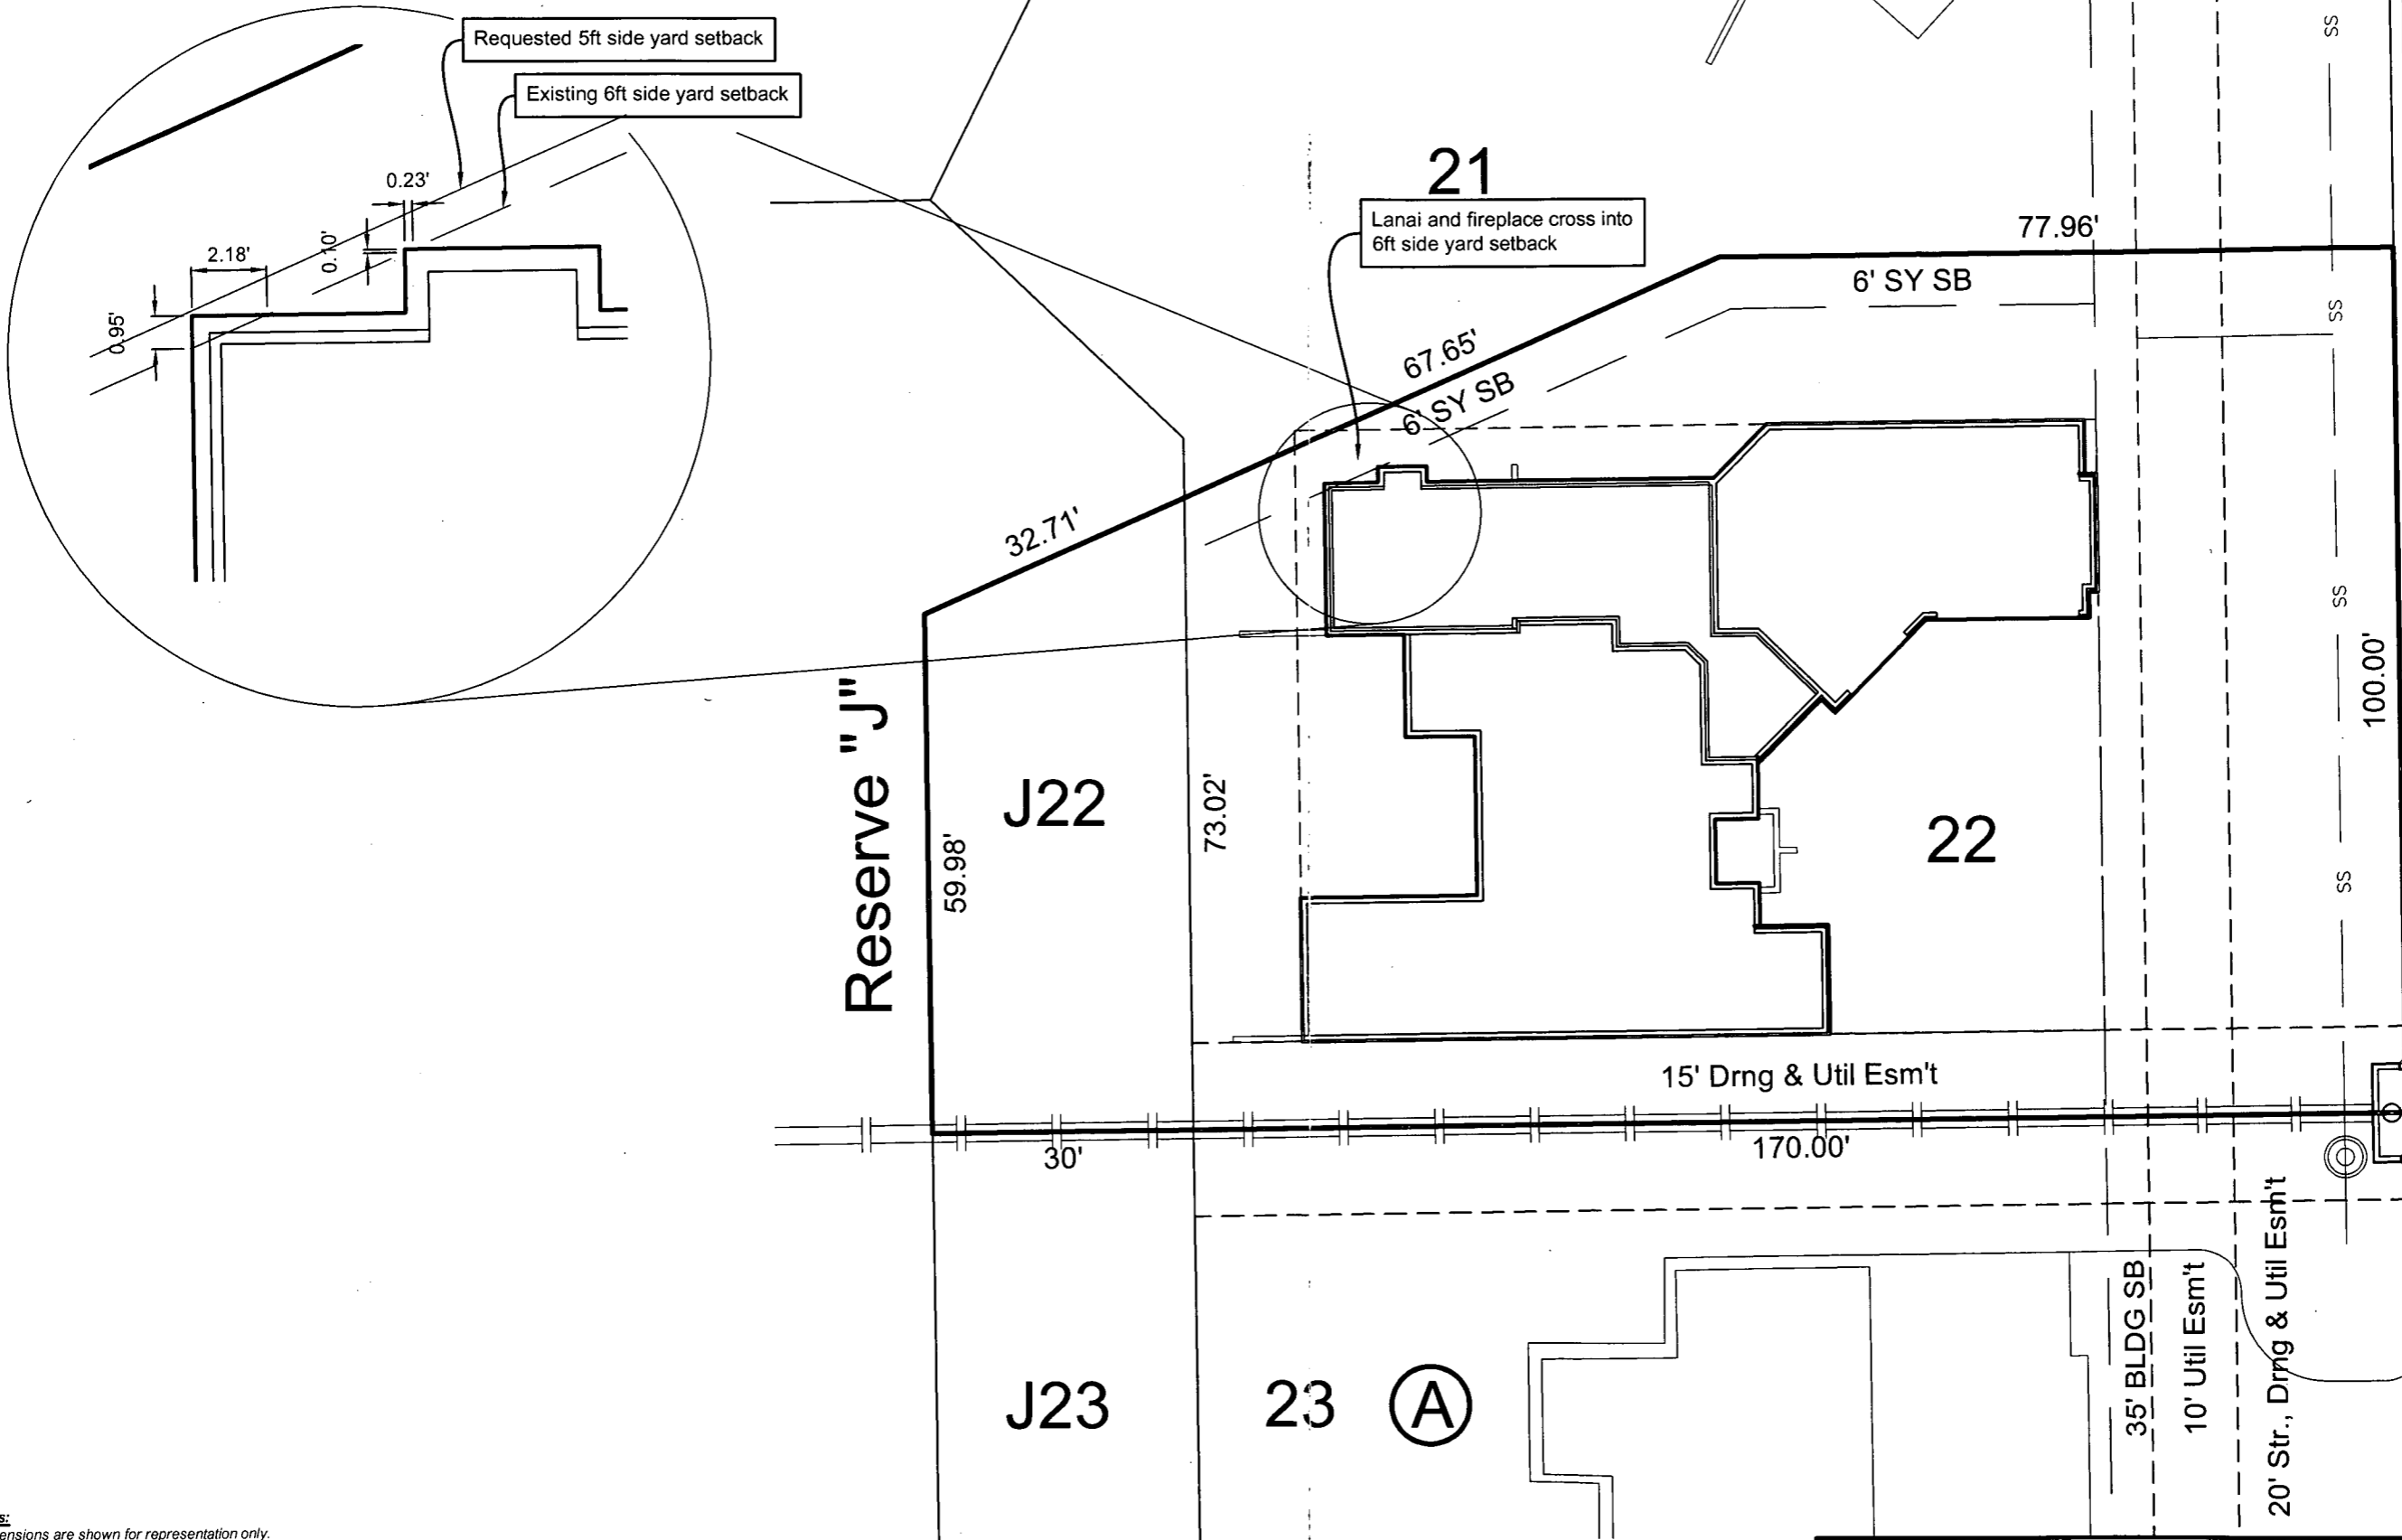 Requested 5ft side yard setback
Existing 6ft side yard setback
0.23'
0.10'
2.18'
0.95'
21
Lanai and fireplace cross into
6ft side yard setback
77.96'
6' SY SB
67.65'
6' SY SB
32.71'
SS
SS
SS
SS
100.00'
Reserve "J"
J22
59.98'
73.02'
22
15' Drng & Util Esm't
30'
170.00'
J23
23
A
35' BLDG SB
10' Util Esm't
20' Str., Drng & Util Esm't
s:
ensions are shown for representation only.